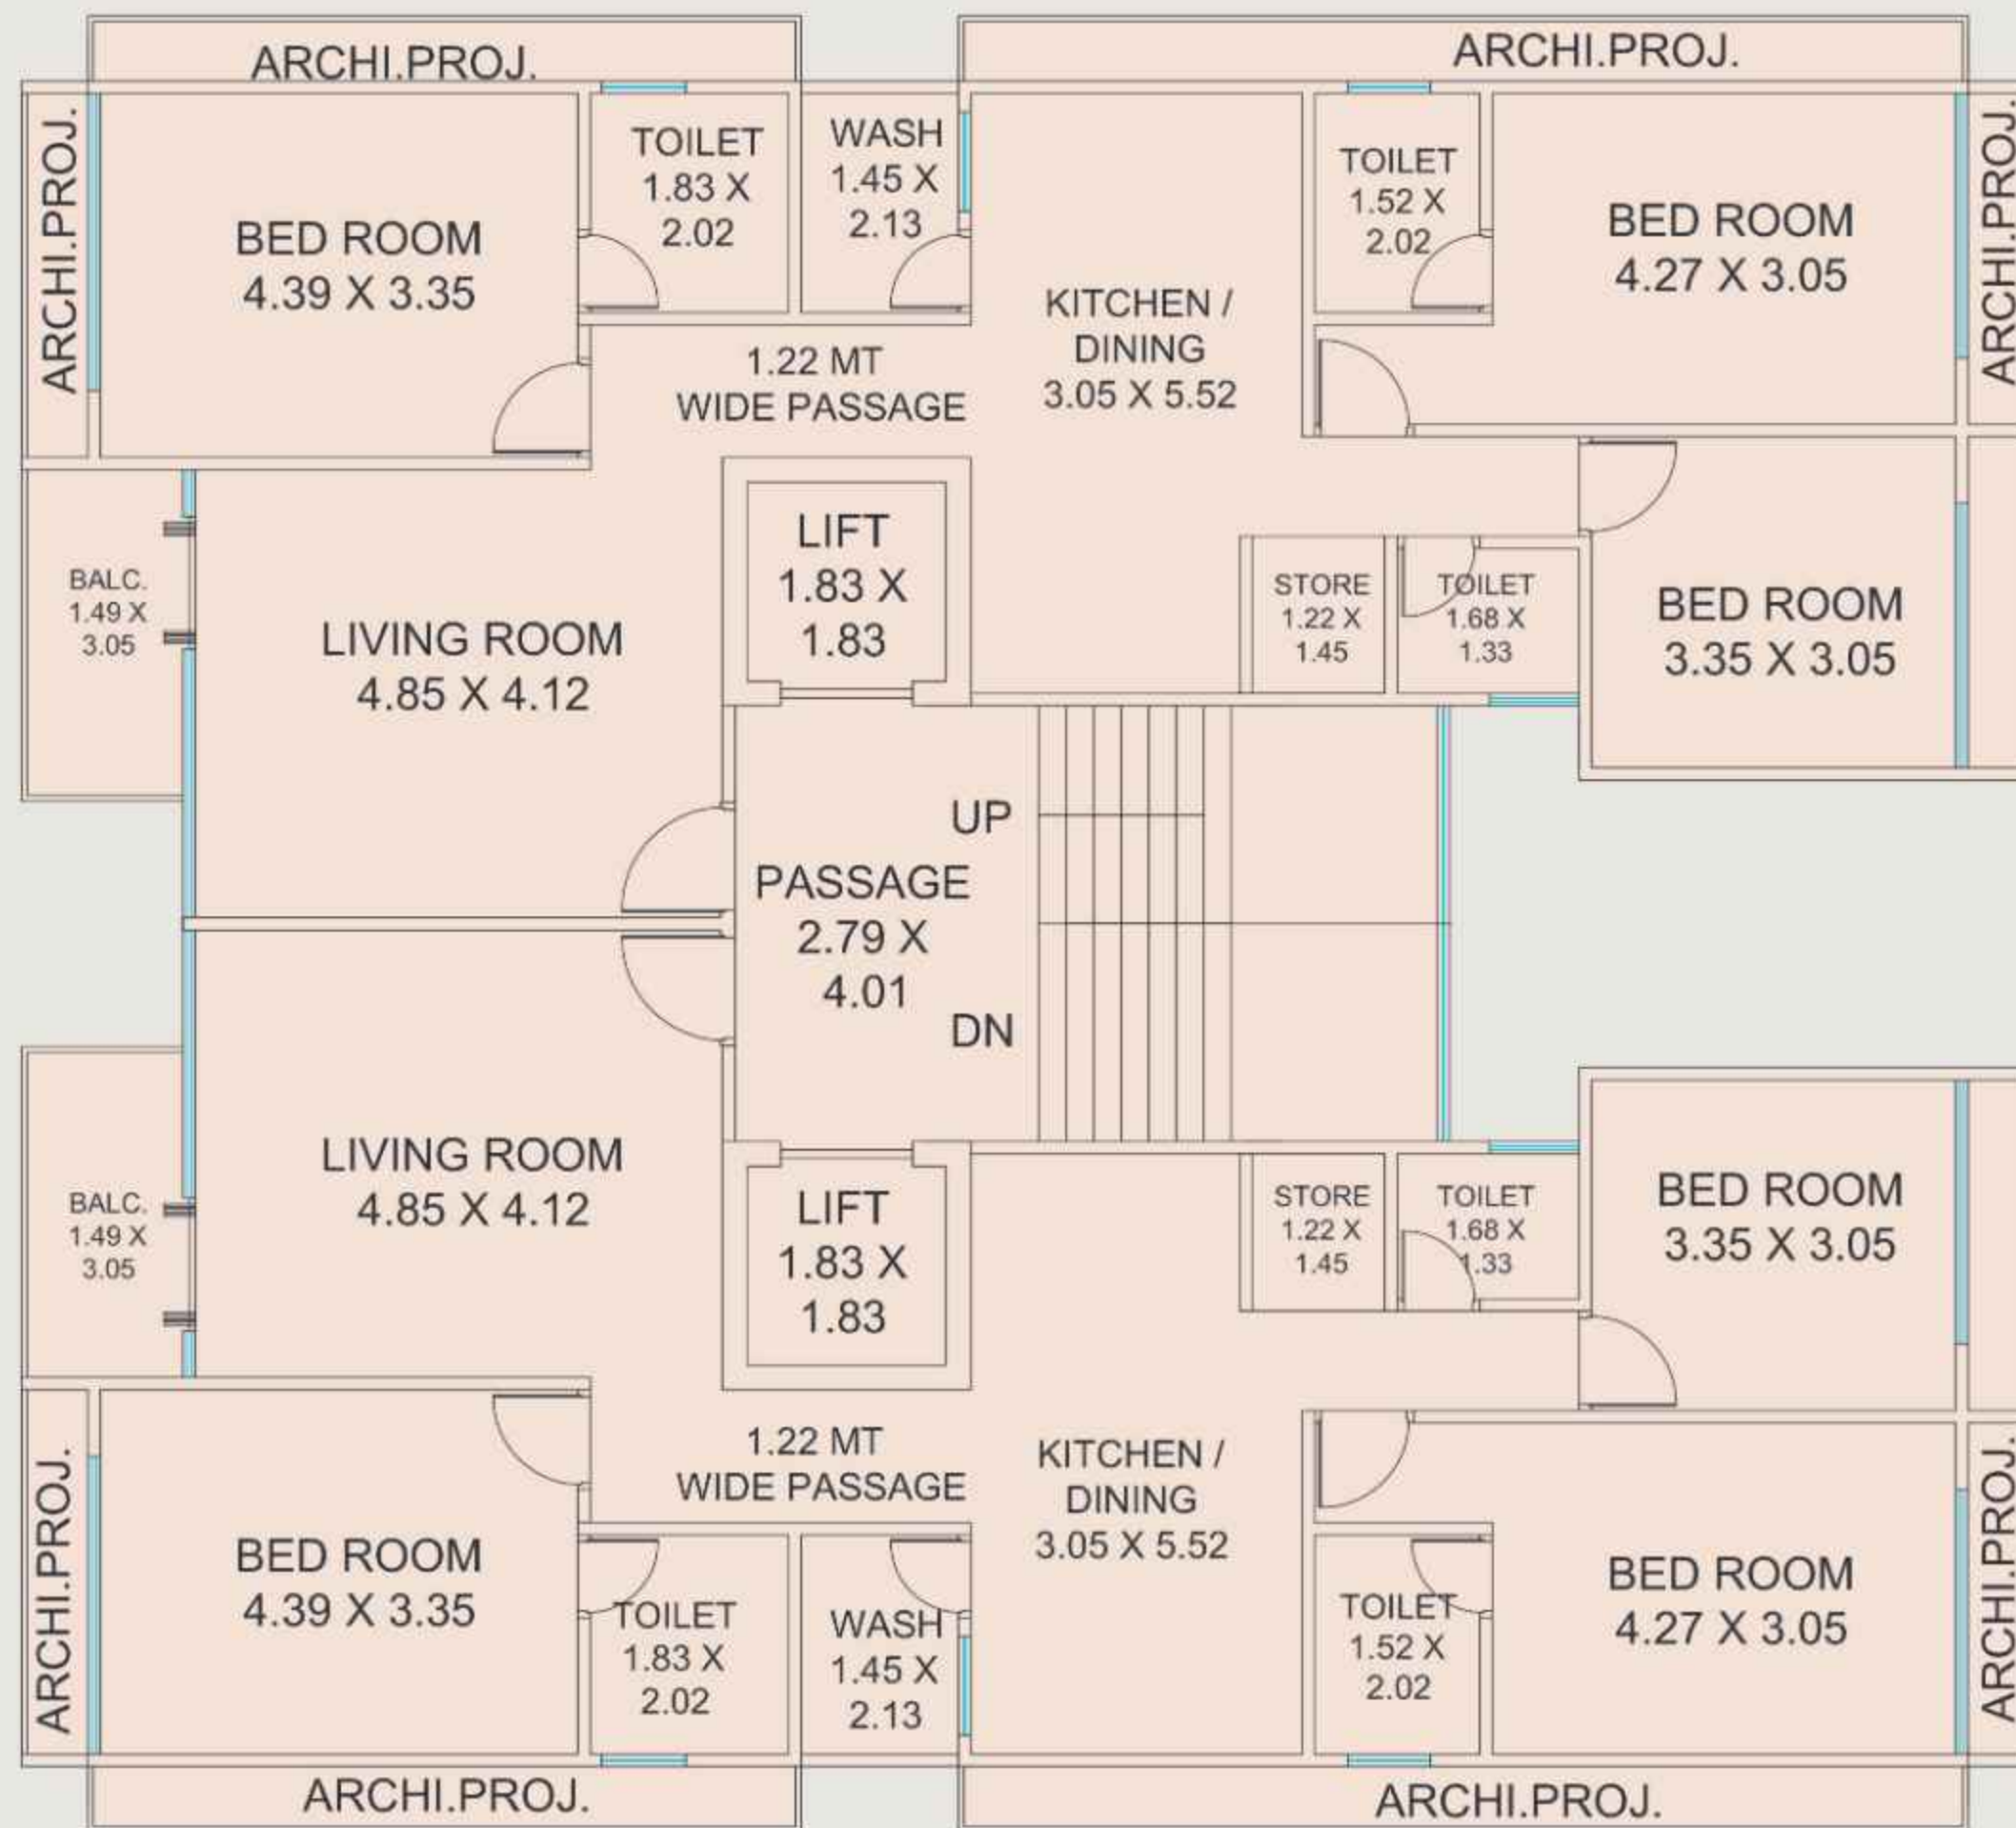 ARCHI.PROJ.
ARCHI.PROJ.
ARCHI.PROJ.
BED ROOM
4.39 X 3.35
TOILET
1.83 X
2.02
WASH
1.45 X
2.13
KITCHEN /
DINING
3.05 X 5.52
TOILET
1.52 X
2.02
BED ROOM
4.27 X 3.05
ARCHI.PROJ.
1.22 MT
WIDE PASSAGE
BALC.
1.49 X
3.05
LIVING ROOM
4.85 X 4.12
LIFT
1.83 X
1.83
STORE
1.22 X
1.45
TOILET
1.68 X
1.33
BED ROOM
3.35 X 3.05
UP
PASSAGE
2.79 X
4.01
DN
BALC.
1.49 X
3.05
LIVING ROOM
4.85 X 4.12
LIFT
1.83 X
1.83
STORE
1.22 X
1.45
TOILET
1.68 X
1.33
BED ROOM
3.35 X 3.05
1.22 MT
WIDE PASSAGE
KITCHEN /
DINING
3.05 X 5.52
ARCHI.PROJ.
BED ROOM
4.39 X 3.35
TOILET
1.83 X
2.02
WASH
1.45 X
2.13
TOILET
1.52 X
2.02
BED ROOM
4.27 X 3.05
ARCHI.PROJ.
ARCHI.PROJ.
ARCHI.PROJ.